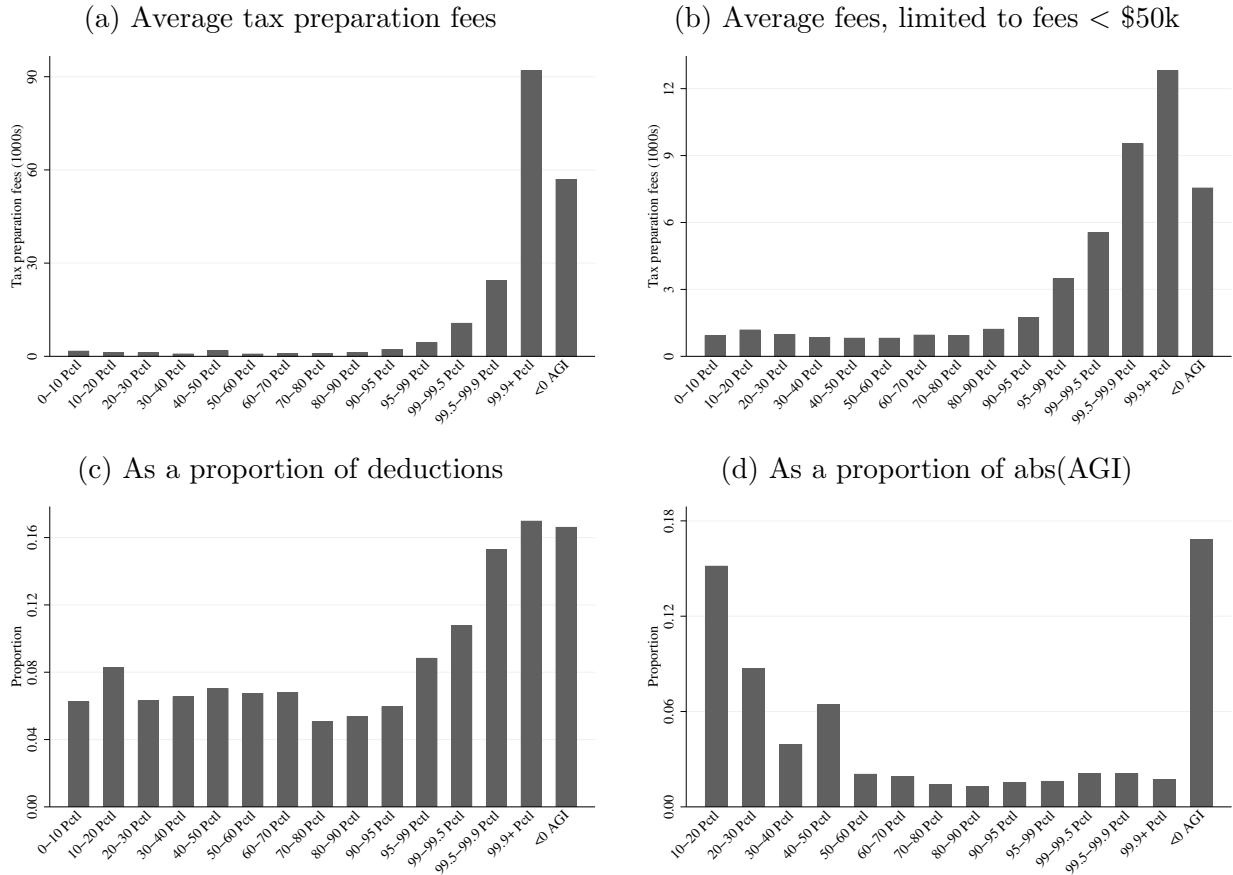 (a) Average tax preparation fees
Tax preparation fees (1000s)
90
60
30
0
0–10 Pctl
10–20 Pctl
20–30 Pctl
30–40 Pctl
40–50 Pctl
50–60 Pctl
60–70 Pctl
70–80 Pctl
80–90 Pctl
90–95 Pctl
95–99 Pctl
99–99.5 Pctl
99.5–99.9 Pctl
99.9+ Pctl
<0 AGI
(b) Average fees, limited to fees < $50k
Tax preparation fees (1000s)
12
9
6
3
0
0–10 Pctl
10–20 Pctl
20–30 Pctl
30–40 Pctl
40–50 Pctl
50–60 Pctl
60–70 Pctl
70–80 Pctl
80–90 Pctl
90–95 Pctl
95–99 Pctl
99–99.5 Pctl
99.5–99.9 Pctl
99.9+ Pctl
<0 AGI
(c) As a proportion of deductions
Proportion
0.16
0.12
0.08
0.04
0.00
0–10 Pctl
10–20 Pctl
20–30 Pctl
30–40 Pctl
40–50 Pctl
50–60 Pctl
60–70 Pctl
70–80 Pctl
80–90 Pctl
90–95 Pctl
95–99 Pctl
99–99.5 Pctl
99.5–99.9 Pctl
99.9+ Pctl
<0 AGI
(d) As a proportion of abs(AGI)
Proportion
0.18
0.12
0.06
0.00
10–20 Pctl
20–30 Pctl
30–40 Pctl
40–50 Pctl
50–60 Pctl
60–70 Pctl
70–80 Pctl
80–90 Pctl
90–95 Pctl
95–99 Pctl
99–99.5 Pctl
99.5–99.9 Pctl
99.9+ Pctl
<0 AGI